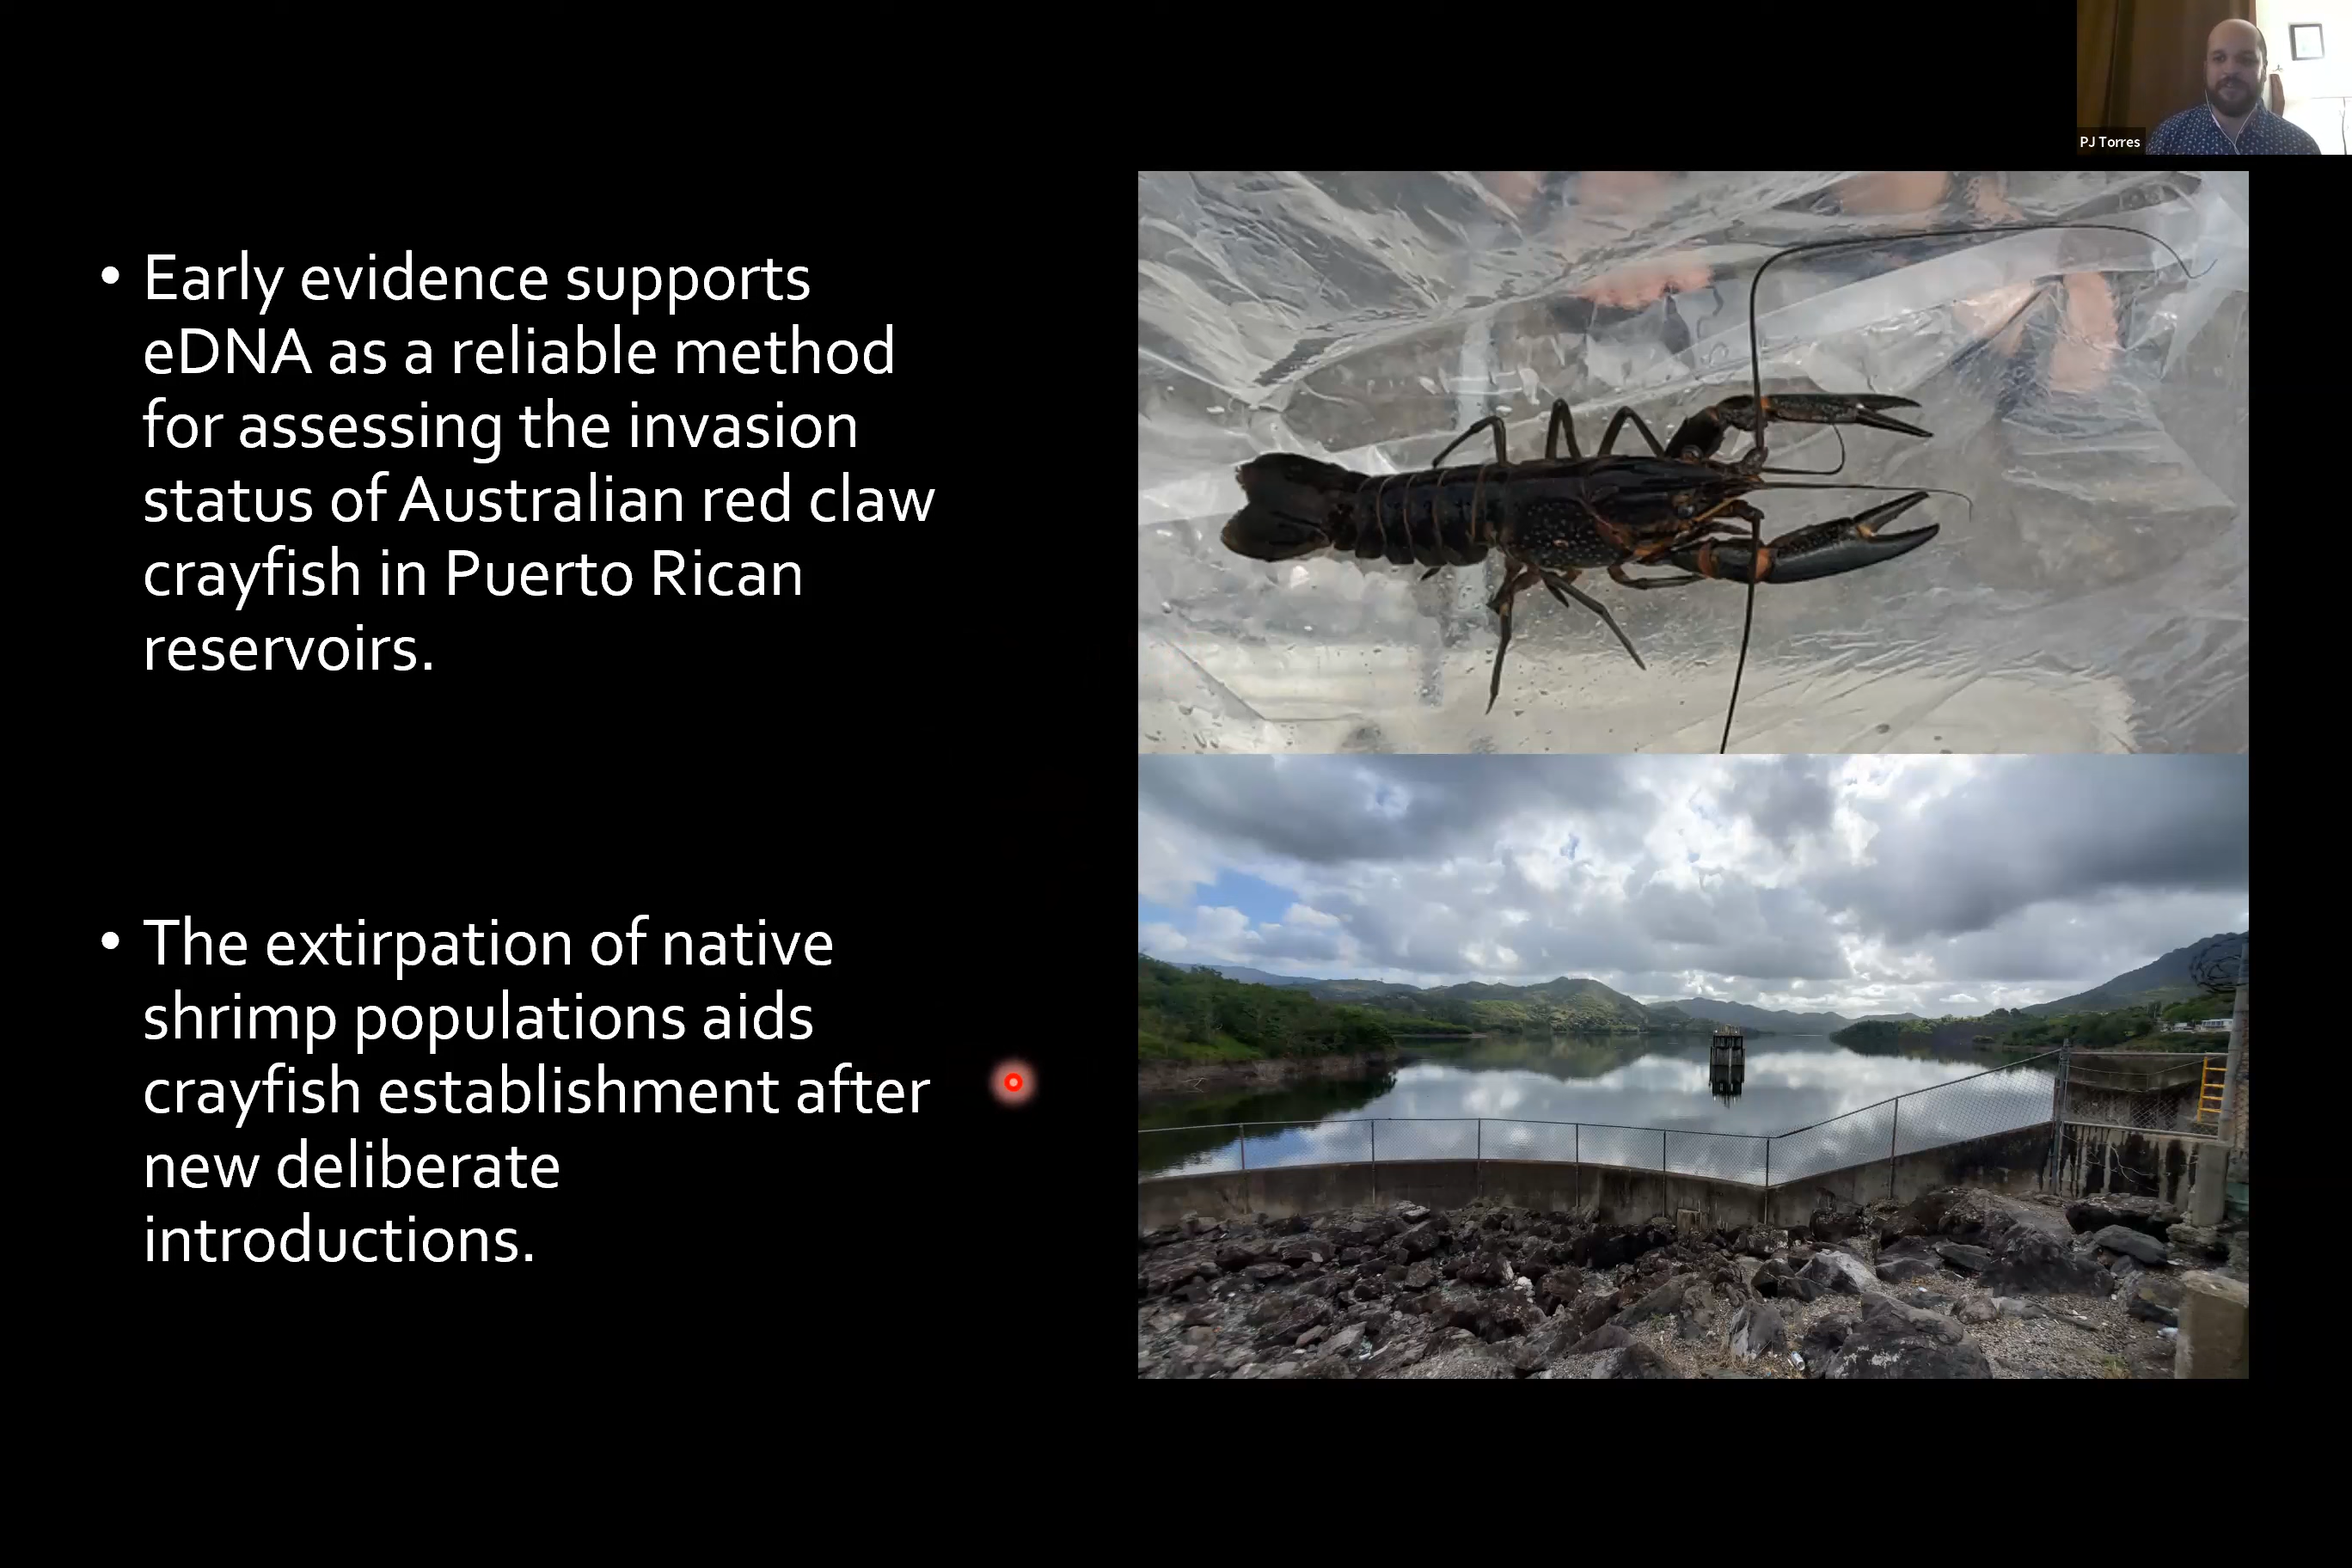 PJ Torres
• Early evidence supports
eDNA as a reliable method
for assessing the invasion
status of Australian red claw
crayfish in Puerto Rican
reservoirs.
• The extirpation of native
shrimp populations aids
crayfish establishment after
new deliberate
introductions.